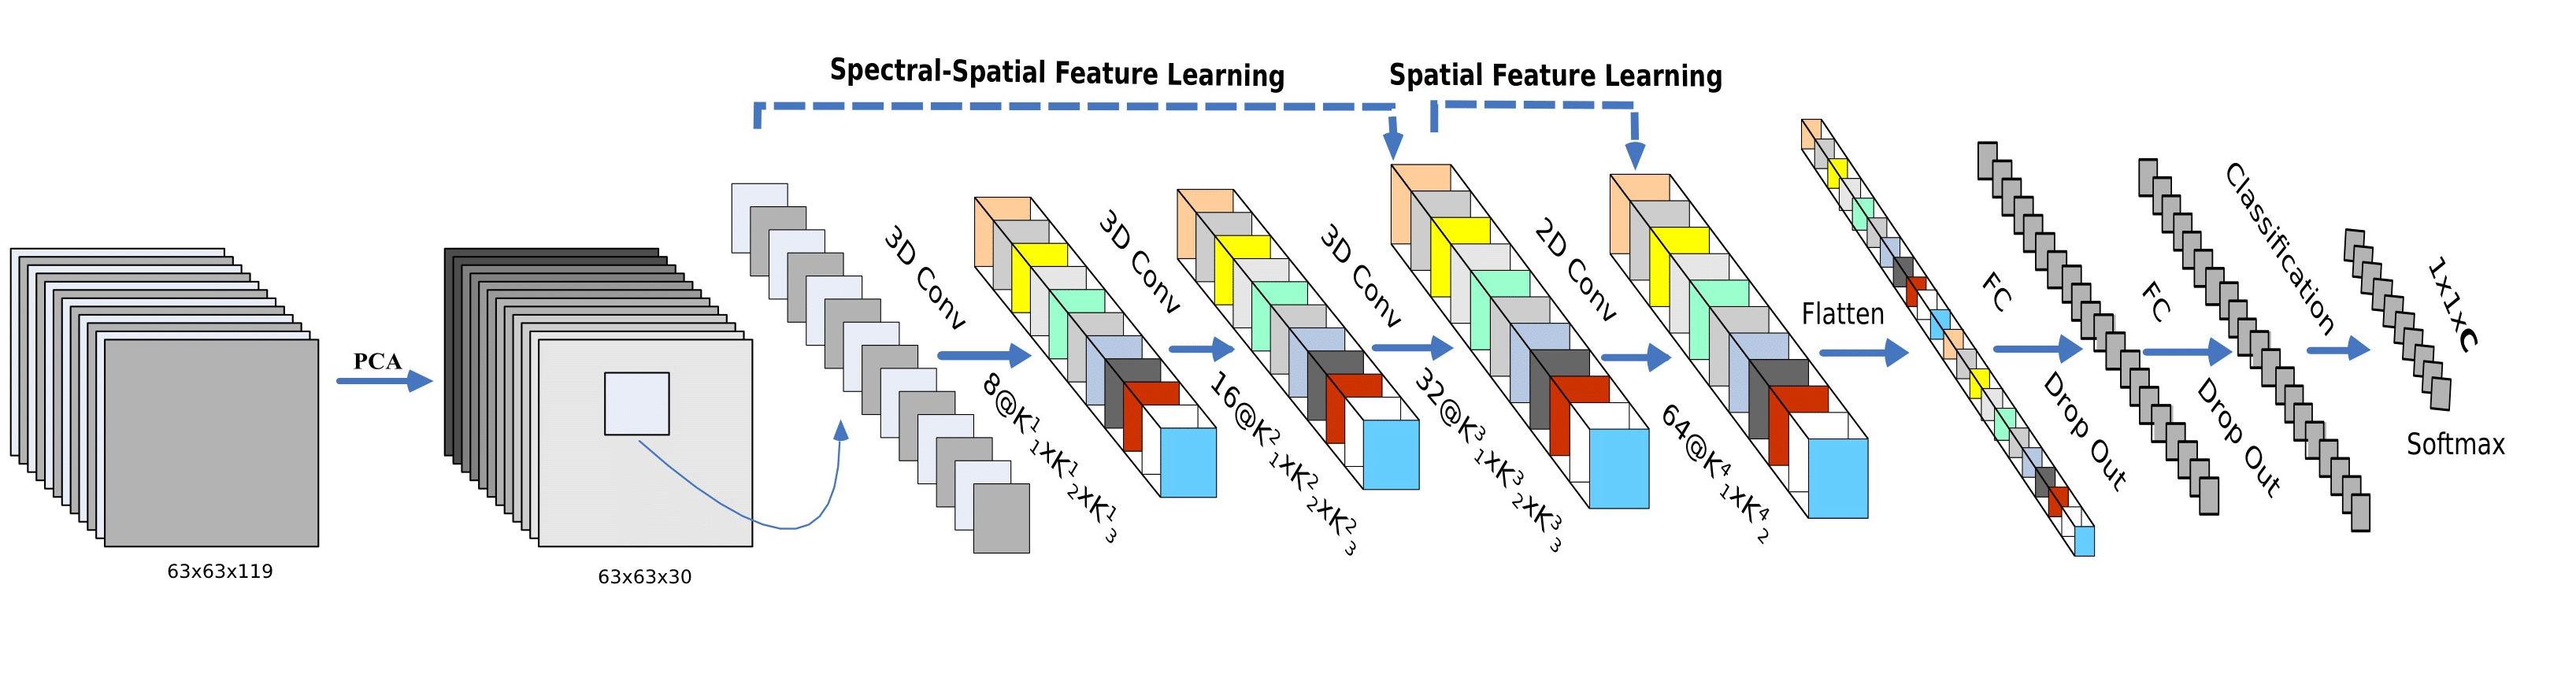 Spectral-Spatial Feature Learning
Spatial Feature Learning
PCA
63x63x119
63x63x30
3D Conv
8@K¹₁xK¹₂xK¹₃
3D Conv
16@K²₁xK²₂xK²₃
3D Conv
32@K³₁xK³₂xK³₃
2D Conv
64@K⁴₁xK⁴₂
Flatten
FC
Drop Out
FC
Drop Out
Classification
1x1xC
Softmax